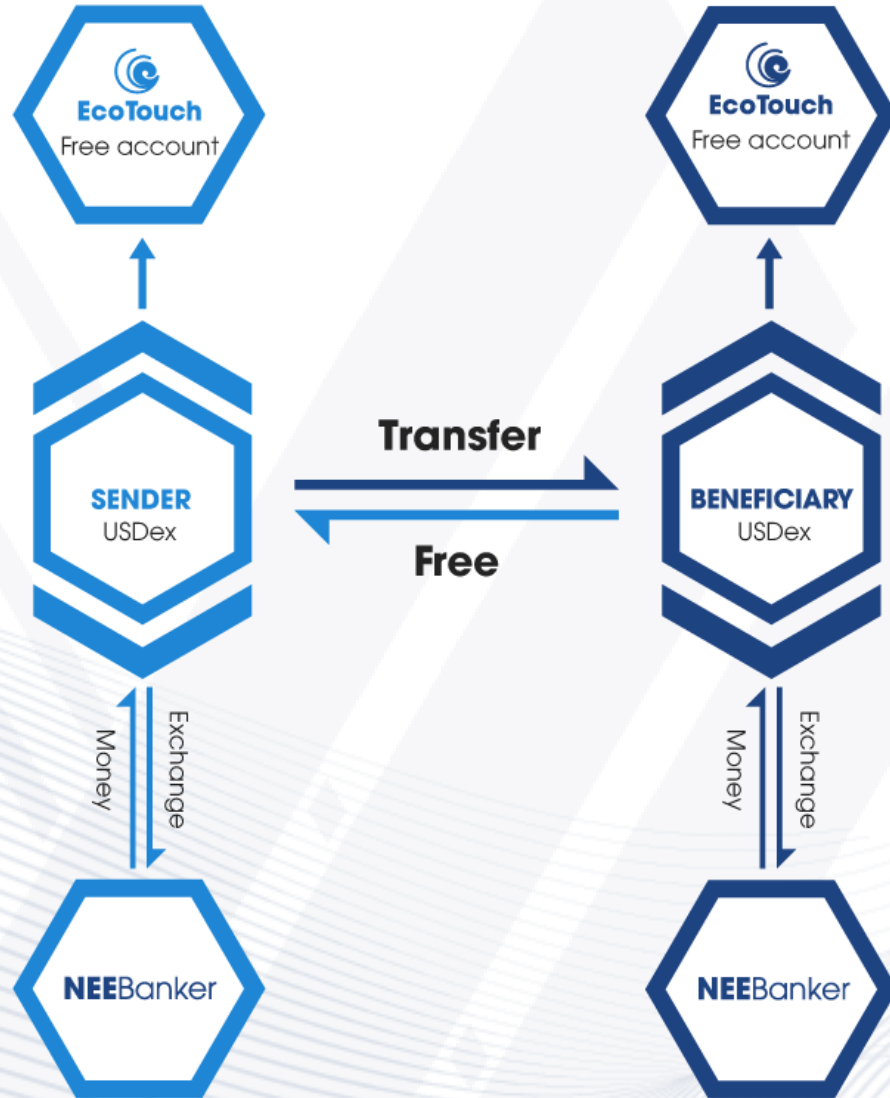 EcoTouch
Free account
EcoTouch
Free account
Transfer
SENDER
USDex
BENEFICIARY
USDex
Free
Money
Exchange
Money
Exchange
NEEBanker
NEEBanker